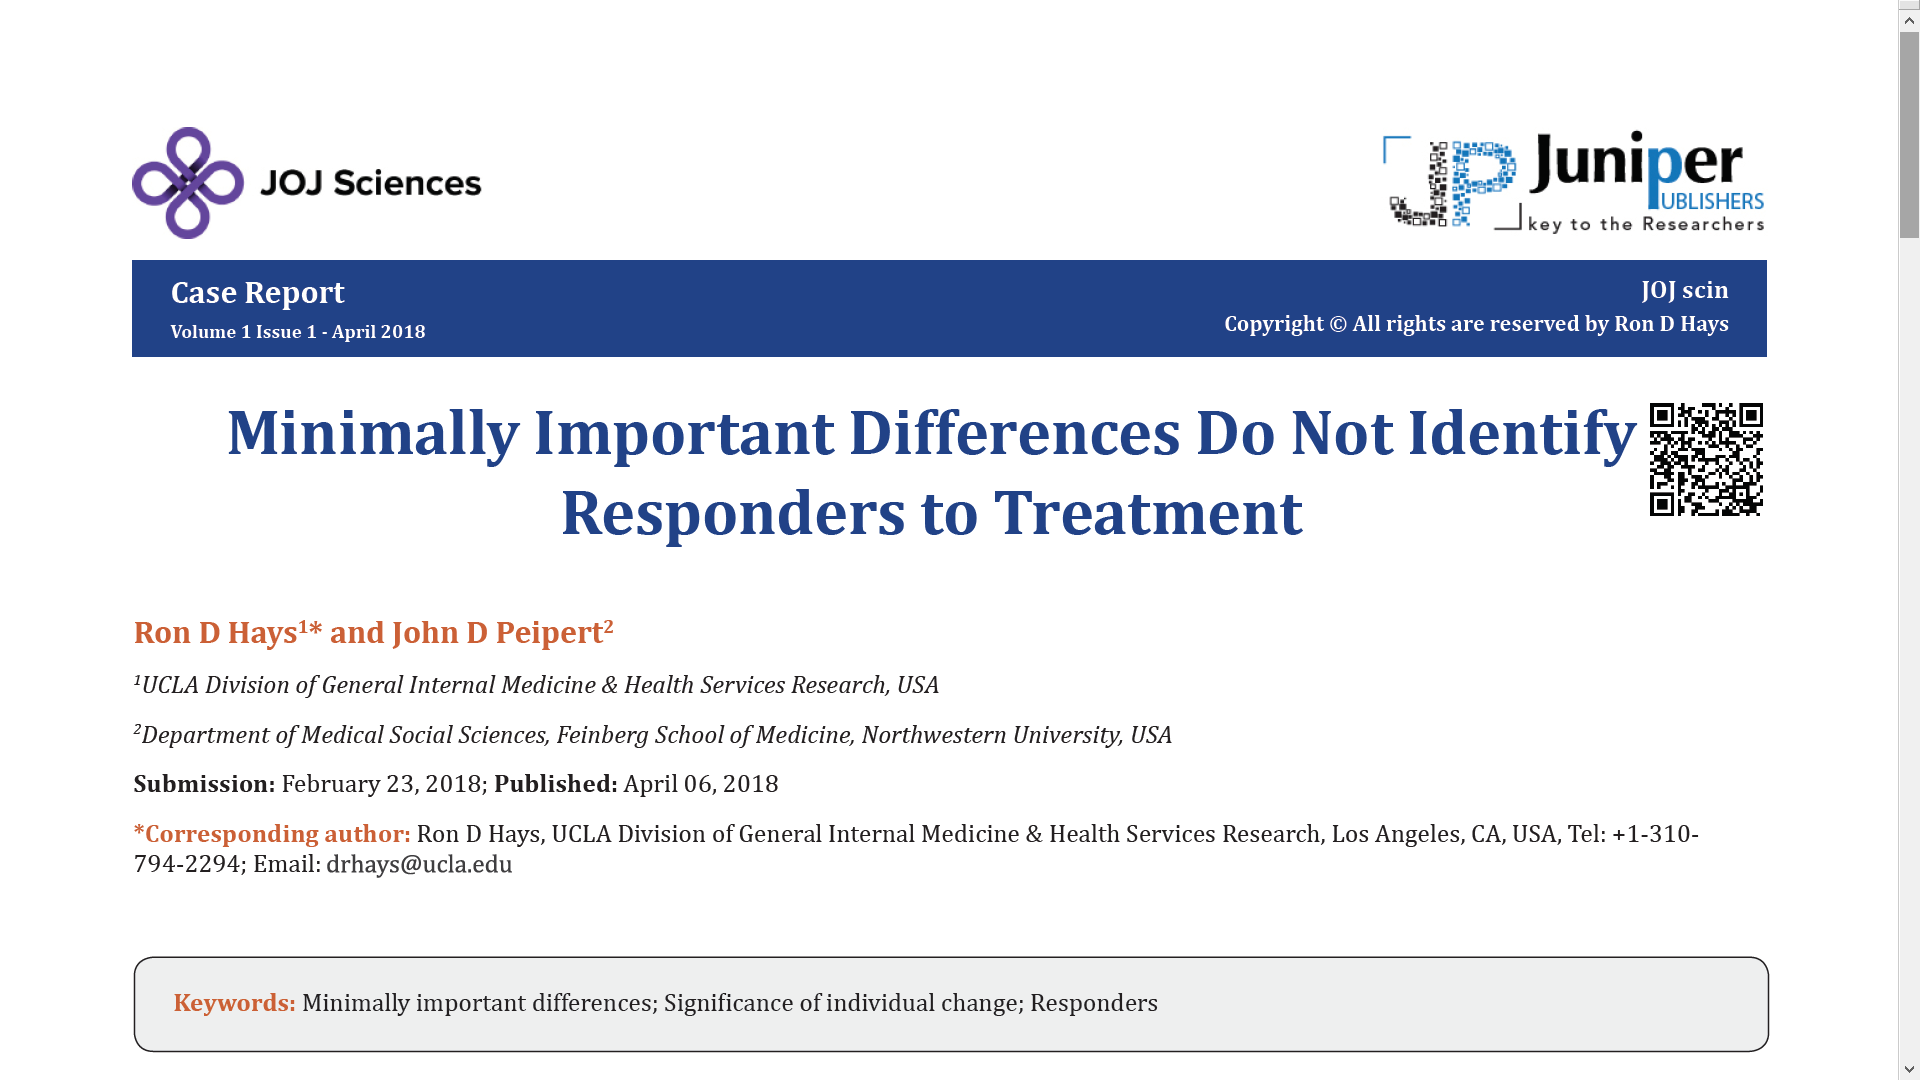 JOJ Sciences
JP Juniper
PUBLISHERS
key to the Researchers
Case Report
Volume 1 Issue 1 - April 2018
JOJ scin
Copyright © All rights are reserved by Ron D Hays
Minimally Important Differences Do Not Identify
Responders to Treatment
Ron D Hays¹* and John D Peipert²
¹UCLA Division of General Internal Medicine & Health Services Research, USA
²Department of Medical Social Sciences, Feinberg School of Medicine, Northwestern University, USA
Submission: February 23, 2018; Published: April 06, 2018
*Corresponding author: Ron D Hays, UCLA Division of General Internal Medicine & Health Services Research, Los Angeles, CA, USA, Tel: +1-310-
794-2294; Email: drhays@ucla.edu
Keywords: Minimally important differences; Significance of individual change; Responders